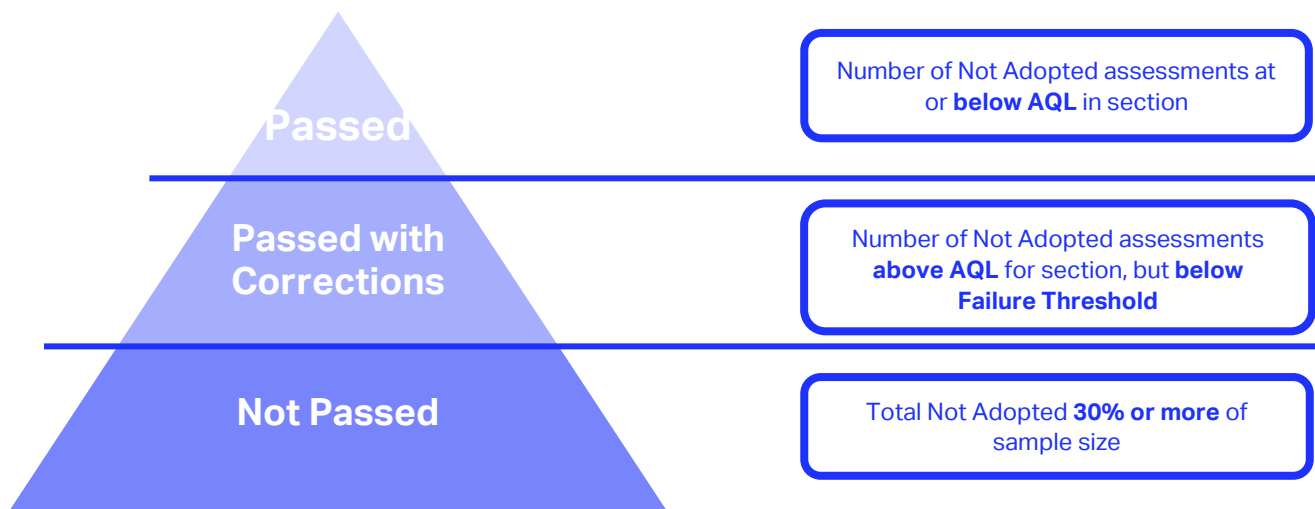 Passed
Number of Not Adopted assessments at
or below AQL in section
Passed with
Corrections
Number of Not Adopted assessments
above AQL for section, but below
Failure Threshold
Not Passed
Total Not Adopted 30% or more of
sample size